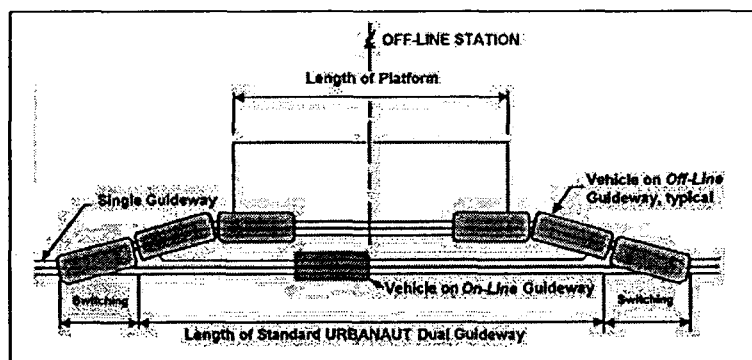 ℄ OFF-LINE STATION
Length of Platform
Single Guideway
Vehicle on Off-Line
Guideway, typical
Vehicle on On-Line Guideway
Switching
Switching
Length of Standard URBANAUT Dual Guideway